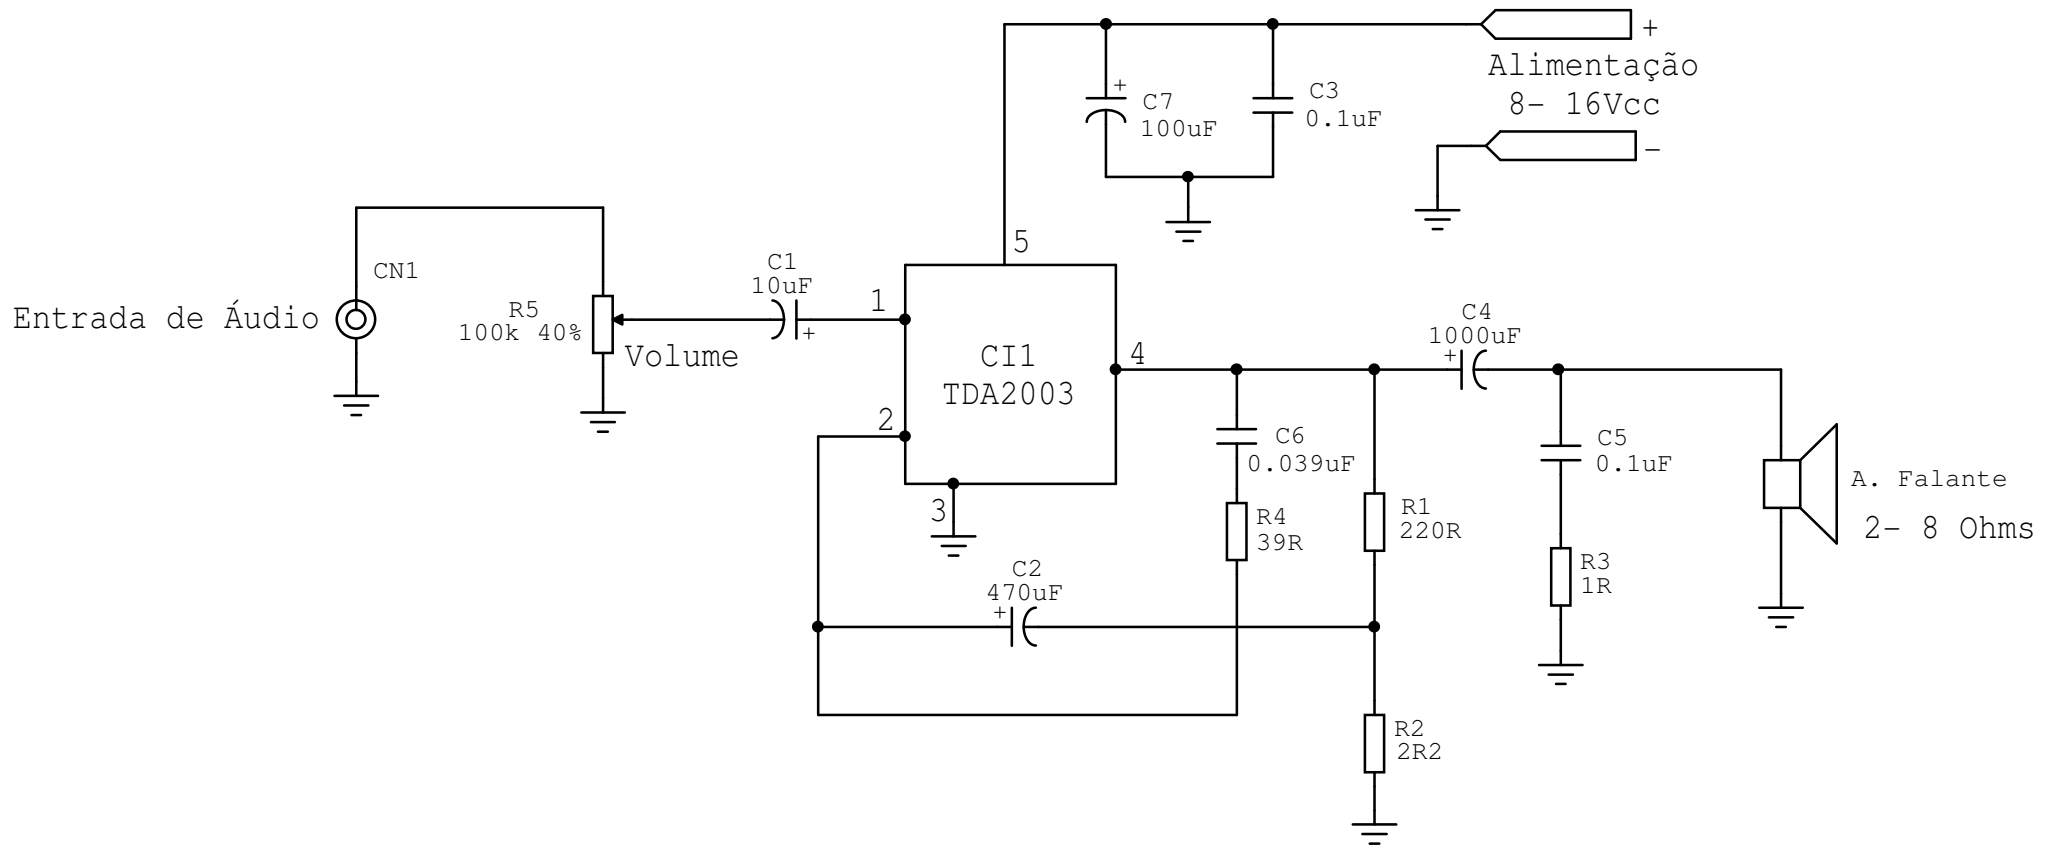 +
Alimentação
8- 16Vcc
-
+
C7
100uF
C3
0.1uF
5
CN1
Entrada de Áudio
R5
100k 40%
Volume
C1
10uF
+
1
2
3
4
CI1
TDA2003
C4
1000uF
+
C6
0.039uF
R4
39R
R1
220R
C5
0.1uF
R3
1R
A. Falante
2- 8 Ohms
C2
470uF
+
R2
2R2